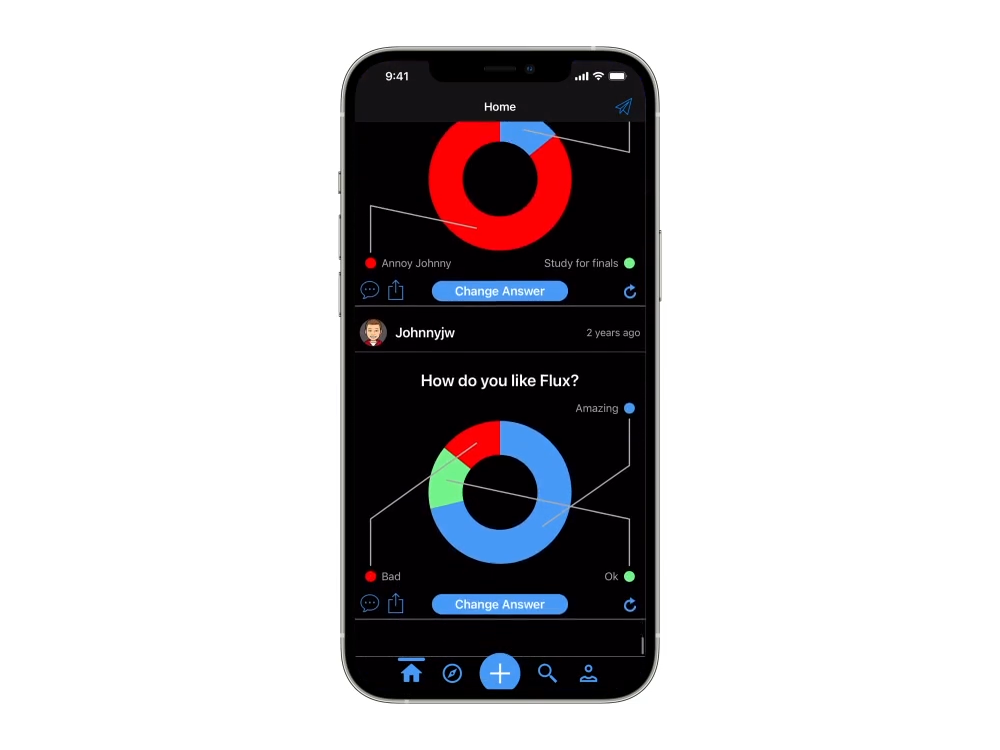 9:41
Home
Annoy Johnny
Study for finals
Change Answer
Johnnyjw
2 years ago
How do you like Flux?
Amazing
Bad
Ok
Change Answer